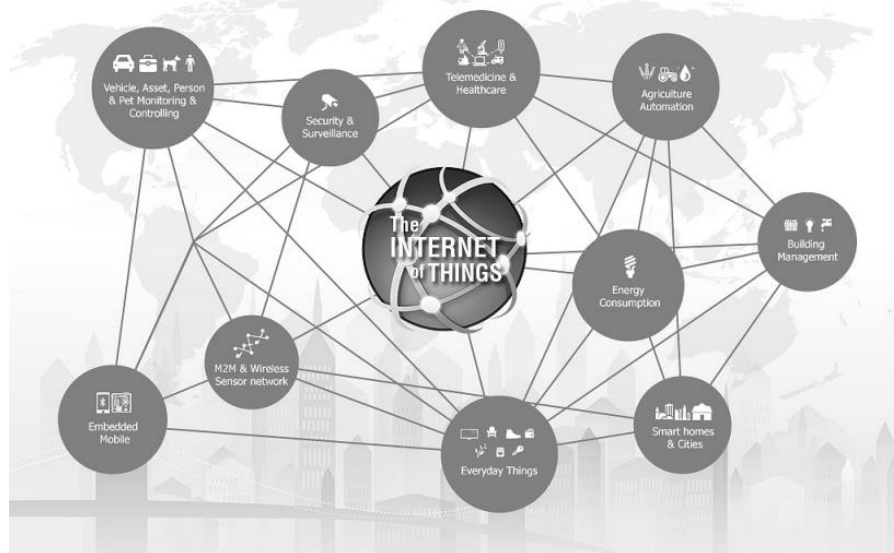 Vehicle, Asset, Person
& Pet Monitoring &
Controlling
Security &
Surveillance
Telemedicine &
Healthcare
Agriculture
Automation
The
INTERNET
of THINGS
Building
Management
Energy
Consumption
M2M & Wireless
Sensor network
Embedded
Mobile
Everyday Things
Smart homes
& Cities